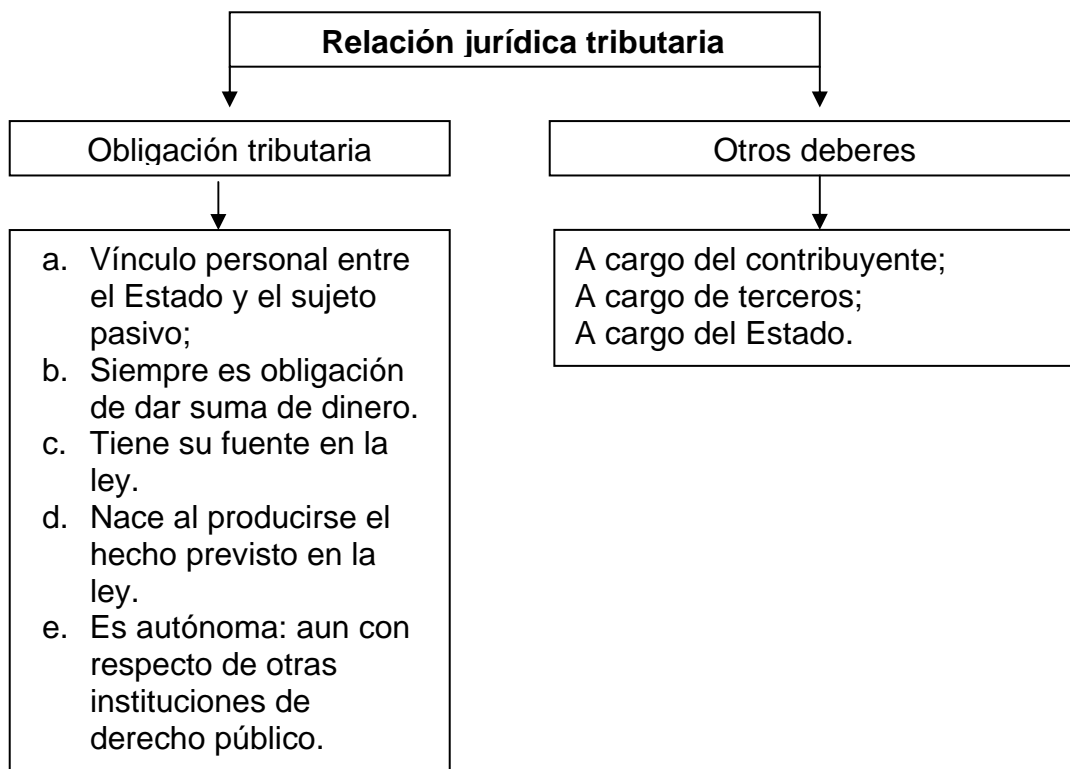 Relación jurídica tributaria
Obligación tributaria
a. Vínculo personal entre
el Estado y el sujeto
pasivo;
b. Siempre es obligación
de dar suma de dinero.
c. Tiene su fuente en la
ley.
d. Nace al producirse el
hecho previsto en la
ley.
e. Es autónoma: aun con
respecto de otras
instituciones de
derecho público.
Otros deberes
A cargo del contribuyente;
A cargo de terceros;
A cargo del Estado.